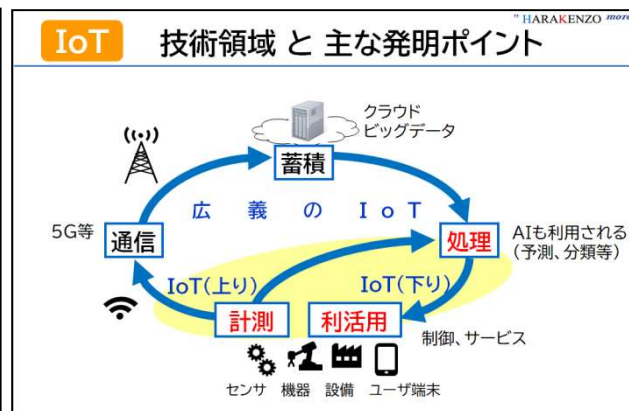 " HARAKENZO more
IoT 技術領域 と 主な発明ポイント
クラウド
ビッグデータ
蓄積
広義のIoT
5G等
通信
処理
AIも利用される
(予測、分類等)
IoT(上り)
IoT(下り)
計測
利活用
制御、サービス
センサ 機器 設備 ユーザ端末